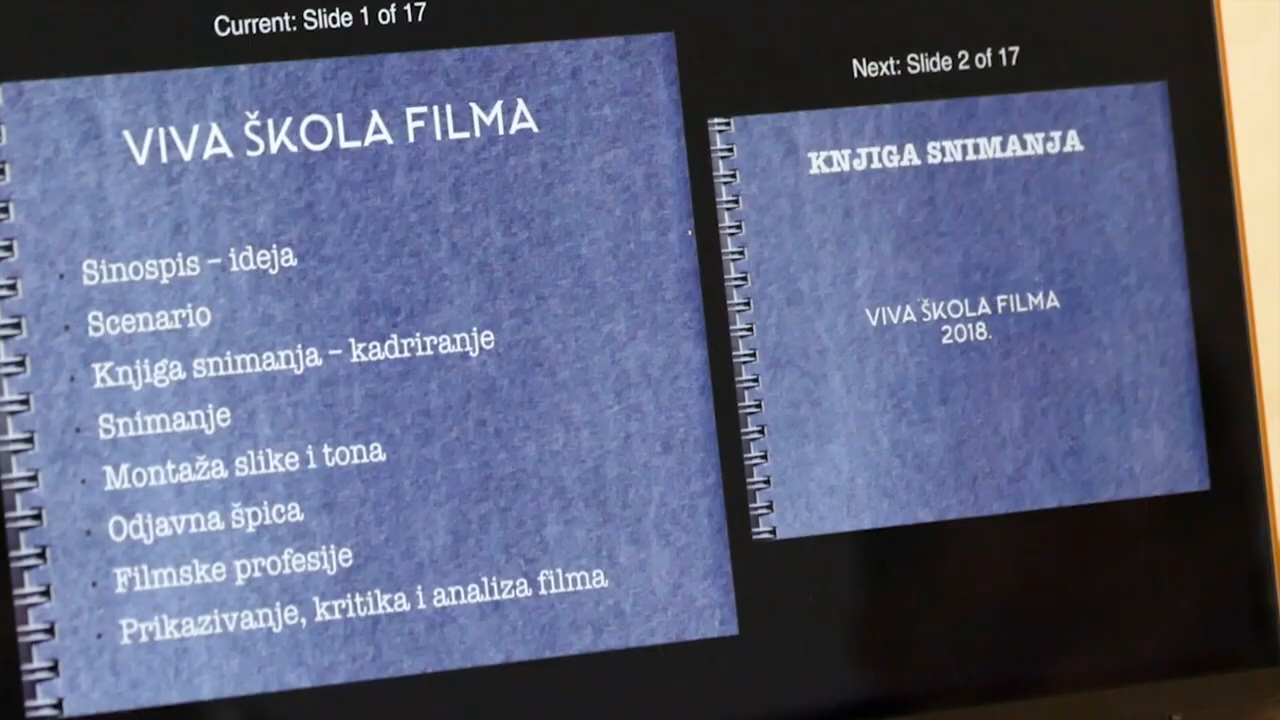 Current: Slide 1 of 17
VIVA ŠKOLA FILMA
Sinospis – ideja
Scenario
Knjiga snimanja – kadriranje
Snimanje
Montaža slike i tona
Odjavna špica
Filmske profesije
Prikazivanje, kritika i analiza filma
Next: Slide 2 of 17
KNJIGA SNIMANJA
VIVA ŠKOLA FILMA
2018.